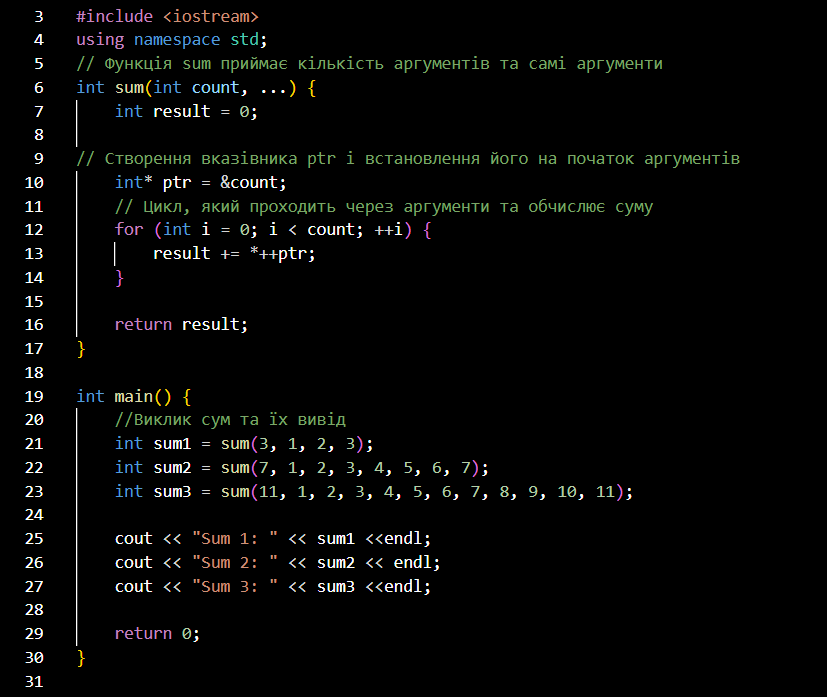 3 #include <iostream>
4 using namespace std;
5 // Функція sum приймає кількість аргументів та самі аргументи
6 int sum(int count, ...) {
7 int result = 0;
8
9 // Створення вказівника ptr і встановлення його на початок аргументів
10 int* ptr = &count;
11 // Цикл, який проходить через аргументи та обчислює суму
12 for (int i = 0; i < count; ++i) {
13 result += *++ptr;
14 }
15
16 return result;
17 }
18
19 int main() {
20 //Виклик сум та їх вивід
21 int sum1 = sum(3, 1, 2, 3);
22 int sum2 = sum(7, 1, 2, 3, 4, 5, 6, 7);
23 int sum3 = sum(11, 1, 2, 3, 4, 5, 6, 7, 8, 9, 10, 11);
24
25 cout << "Sum 1: " << sum1 <<endl;
26 cout << "Sum 2: " << sum2 << endl;
27 cout << "Sum 3: " << sum3 <<endl;
28
29 return 0;
30 }
31